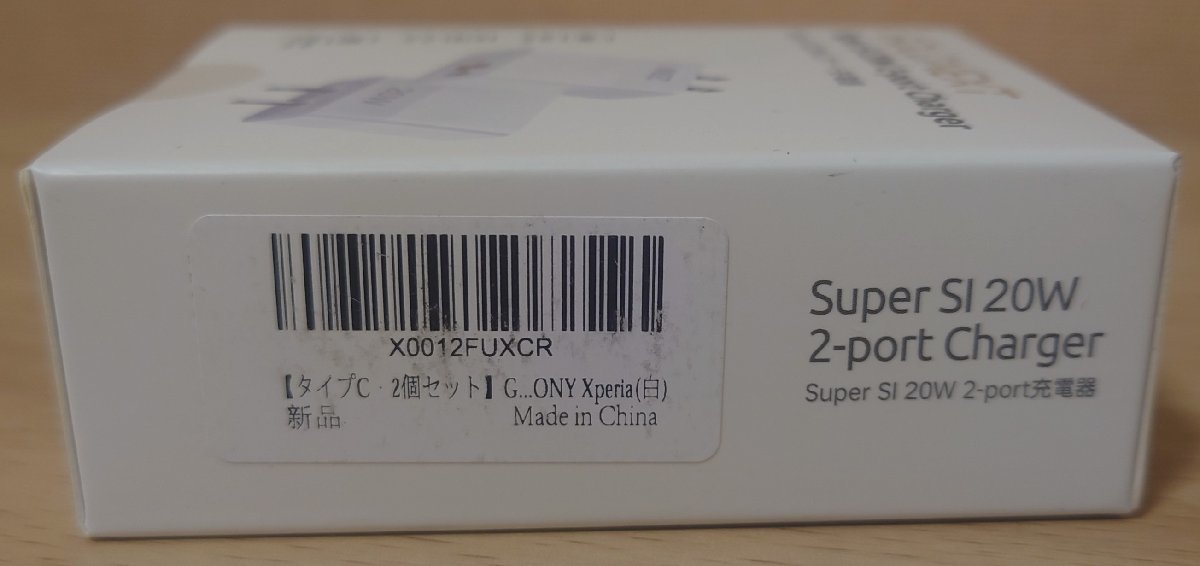 Charger
X0012FUXCR
【タイプC・2個セット】G...ONY Xperia(白)
新品
Made in China
Super SI 20W
2-port Charger
Super SI 20W 2-port充電器